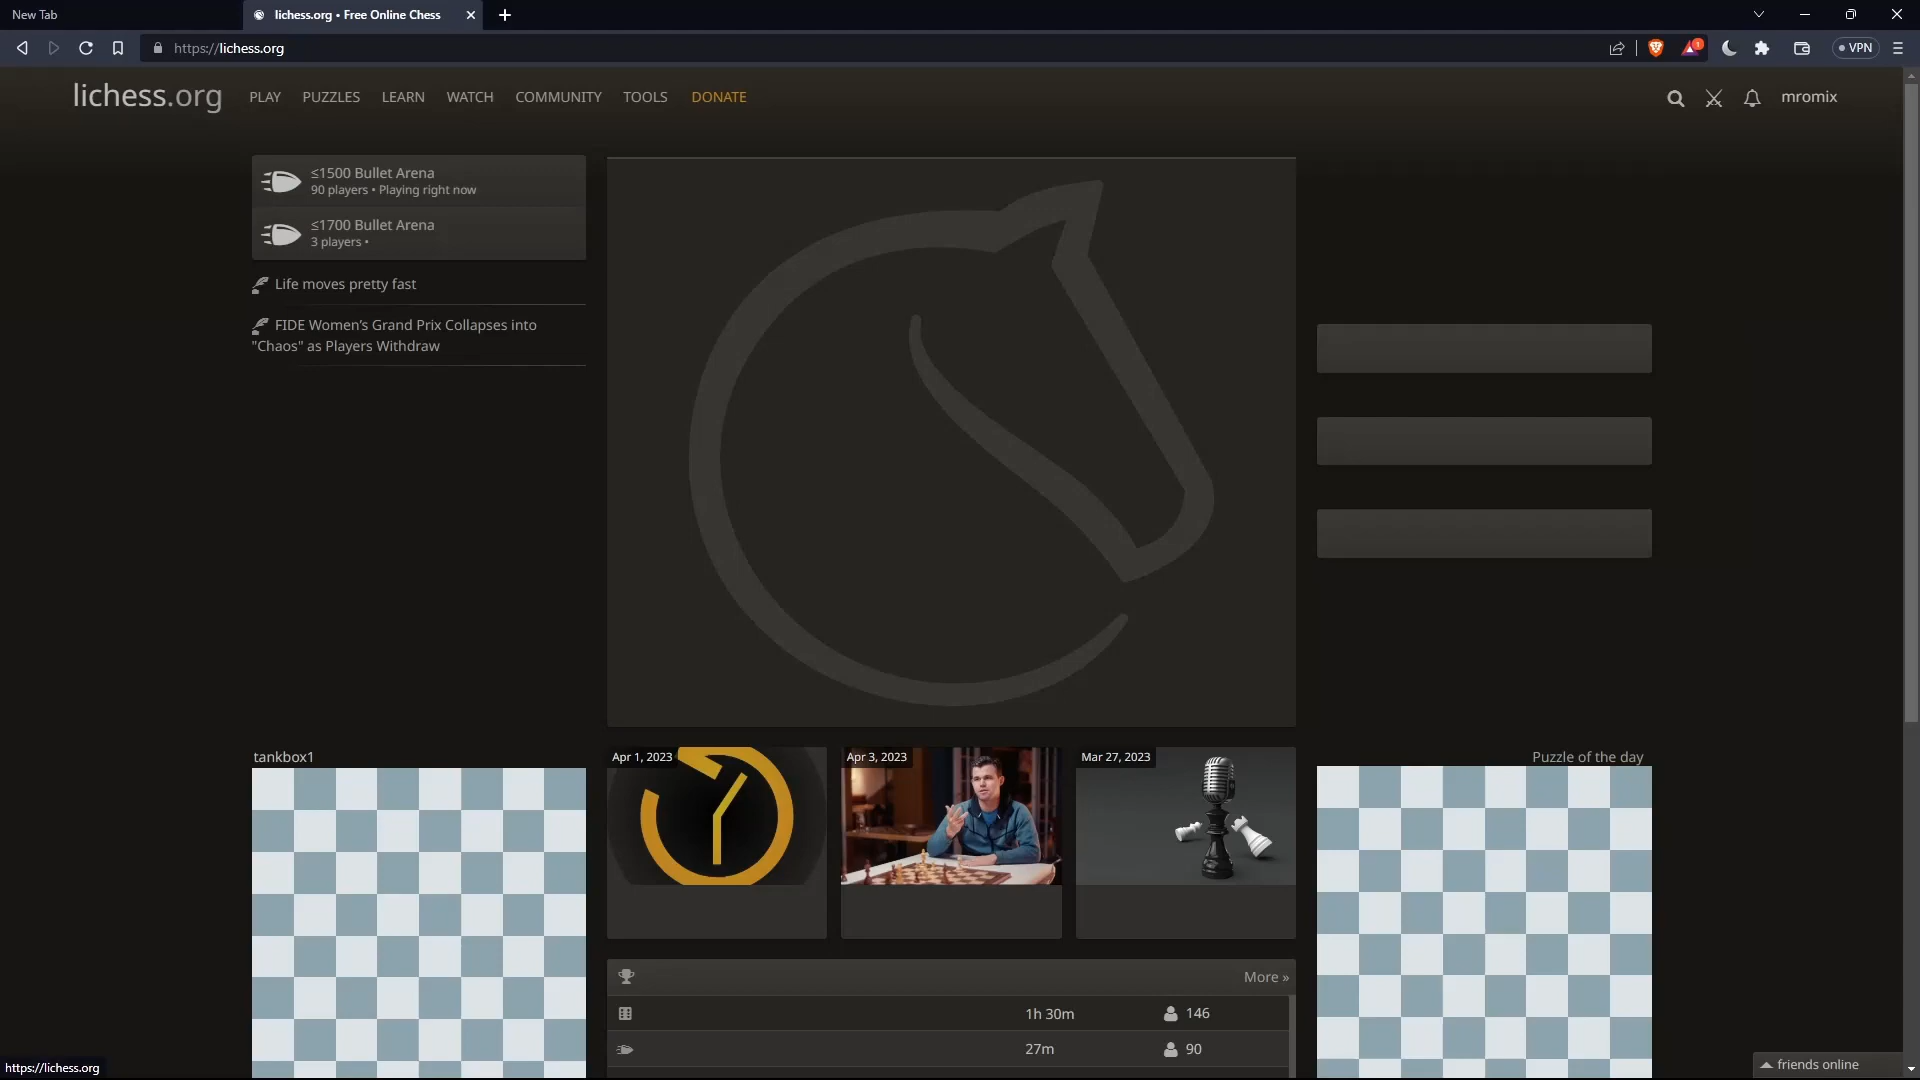 New Tab
lichess.org • Free Online Chess
https://lichess.org
1
VPN
lichess.org
PLAY
PUZZLES
LEARN
WATCH
COMMUNITY
TOOLS
DONATE
mromix
≤1500 Bullet Arena
90 players • Playing right now
≤1700 Bullet Arena
3 players •
Life moves pretty fast
FIDE Women’s Grand Prix Collapses into
"Chaos" as Players Withdraw
tankbox1
Apr 1, 2023
Apr 3, 2023
Mar 27, 2023
Puzzle of the day
More »
1h 30m
146
27m
90
https://lichess.org
friends online